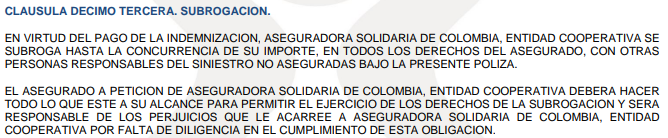 CLAUSULA DECIMO TERCERA. SUBROGACION.
EN VIRTUD DEL PAGO DE LA INDEMNIZACION, ASEGURADORA SOLIDARIA DE COLOMBIA, ENTIDAD COOPERATIVA SE
SUBROGA HASTA LA CONCURRENCIA DE SU IMPORTE, EN TODOS LOS DERECHOS DEL ASEGURADO, CON OTRAS
PERSONAS RESPONSABLES DEL SINIESTRO NO ASEGURADAS BAJO LA PRESENTE POLIZA.
EL ASEGURADO A PETICION DE ASEGURADORA SOLIDARIA DE COLOMBIA, ENTIDAD COOPERATIVA DEBERA HACER
TODO LO QUE ESTE A SU ALCANCE PARA PERMITIR EL EJERCICIO DE LOS DERECHOS DE LA SUBROGACION Y SERA
RESPONSABLE DE LOS PERJUICIOS QUE LE ACARREE A ASEGURADORA SOLIDARIA DE COLOMBIA, ENTIDAD
COOPERATIVA POR FALTA DE DILIGENCIA EN EL CUMPLIMIENTO DE ESTA OBLIGACION.